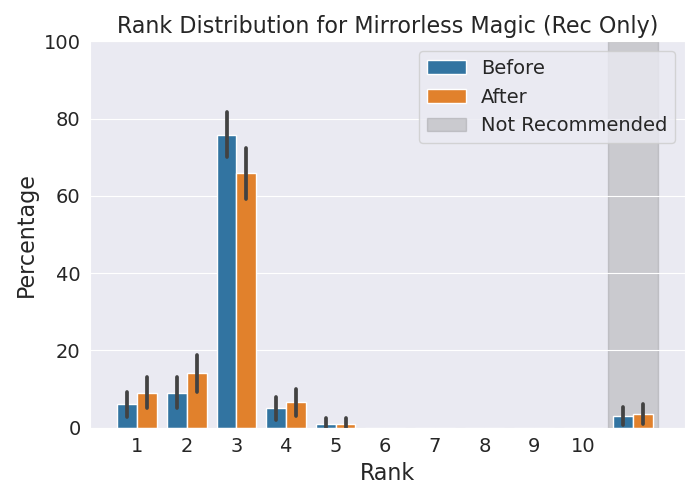 Rank Distribution for Mirrorless Magic (Rec Only)
Before
After
Not Recommended
Percentage
100
80
60
40
20
0
1 2 3 4 5 6 7 8 9 10
Rank